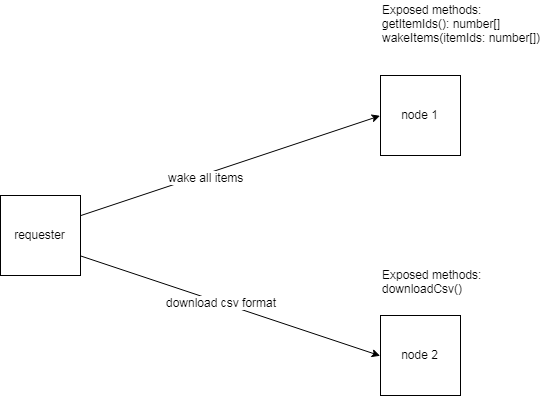 Exposed methods:
getItemIds(): number[]
wakeItems(itemIds: number[])
node 1
wake all items
requester
download csv format
Exposed methods:
downloadCsv()
node 2